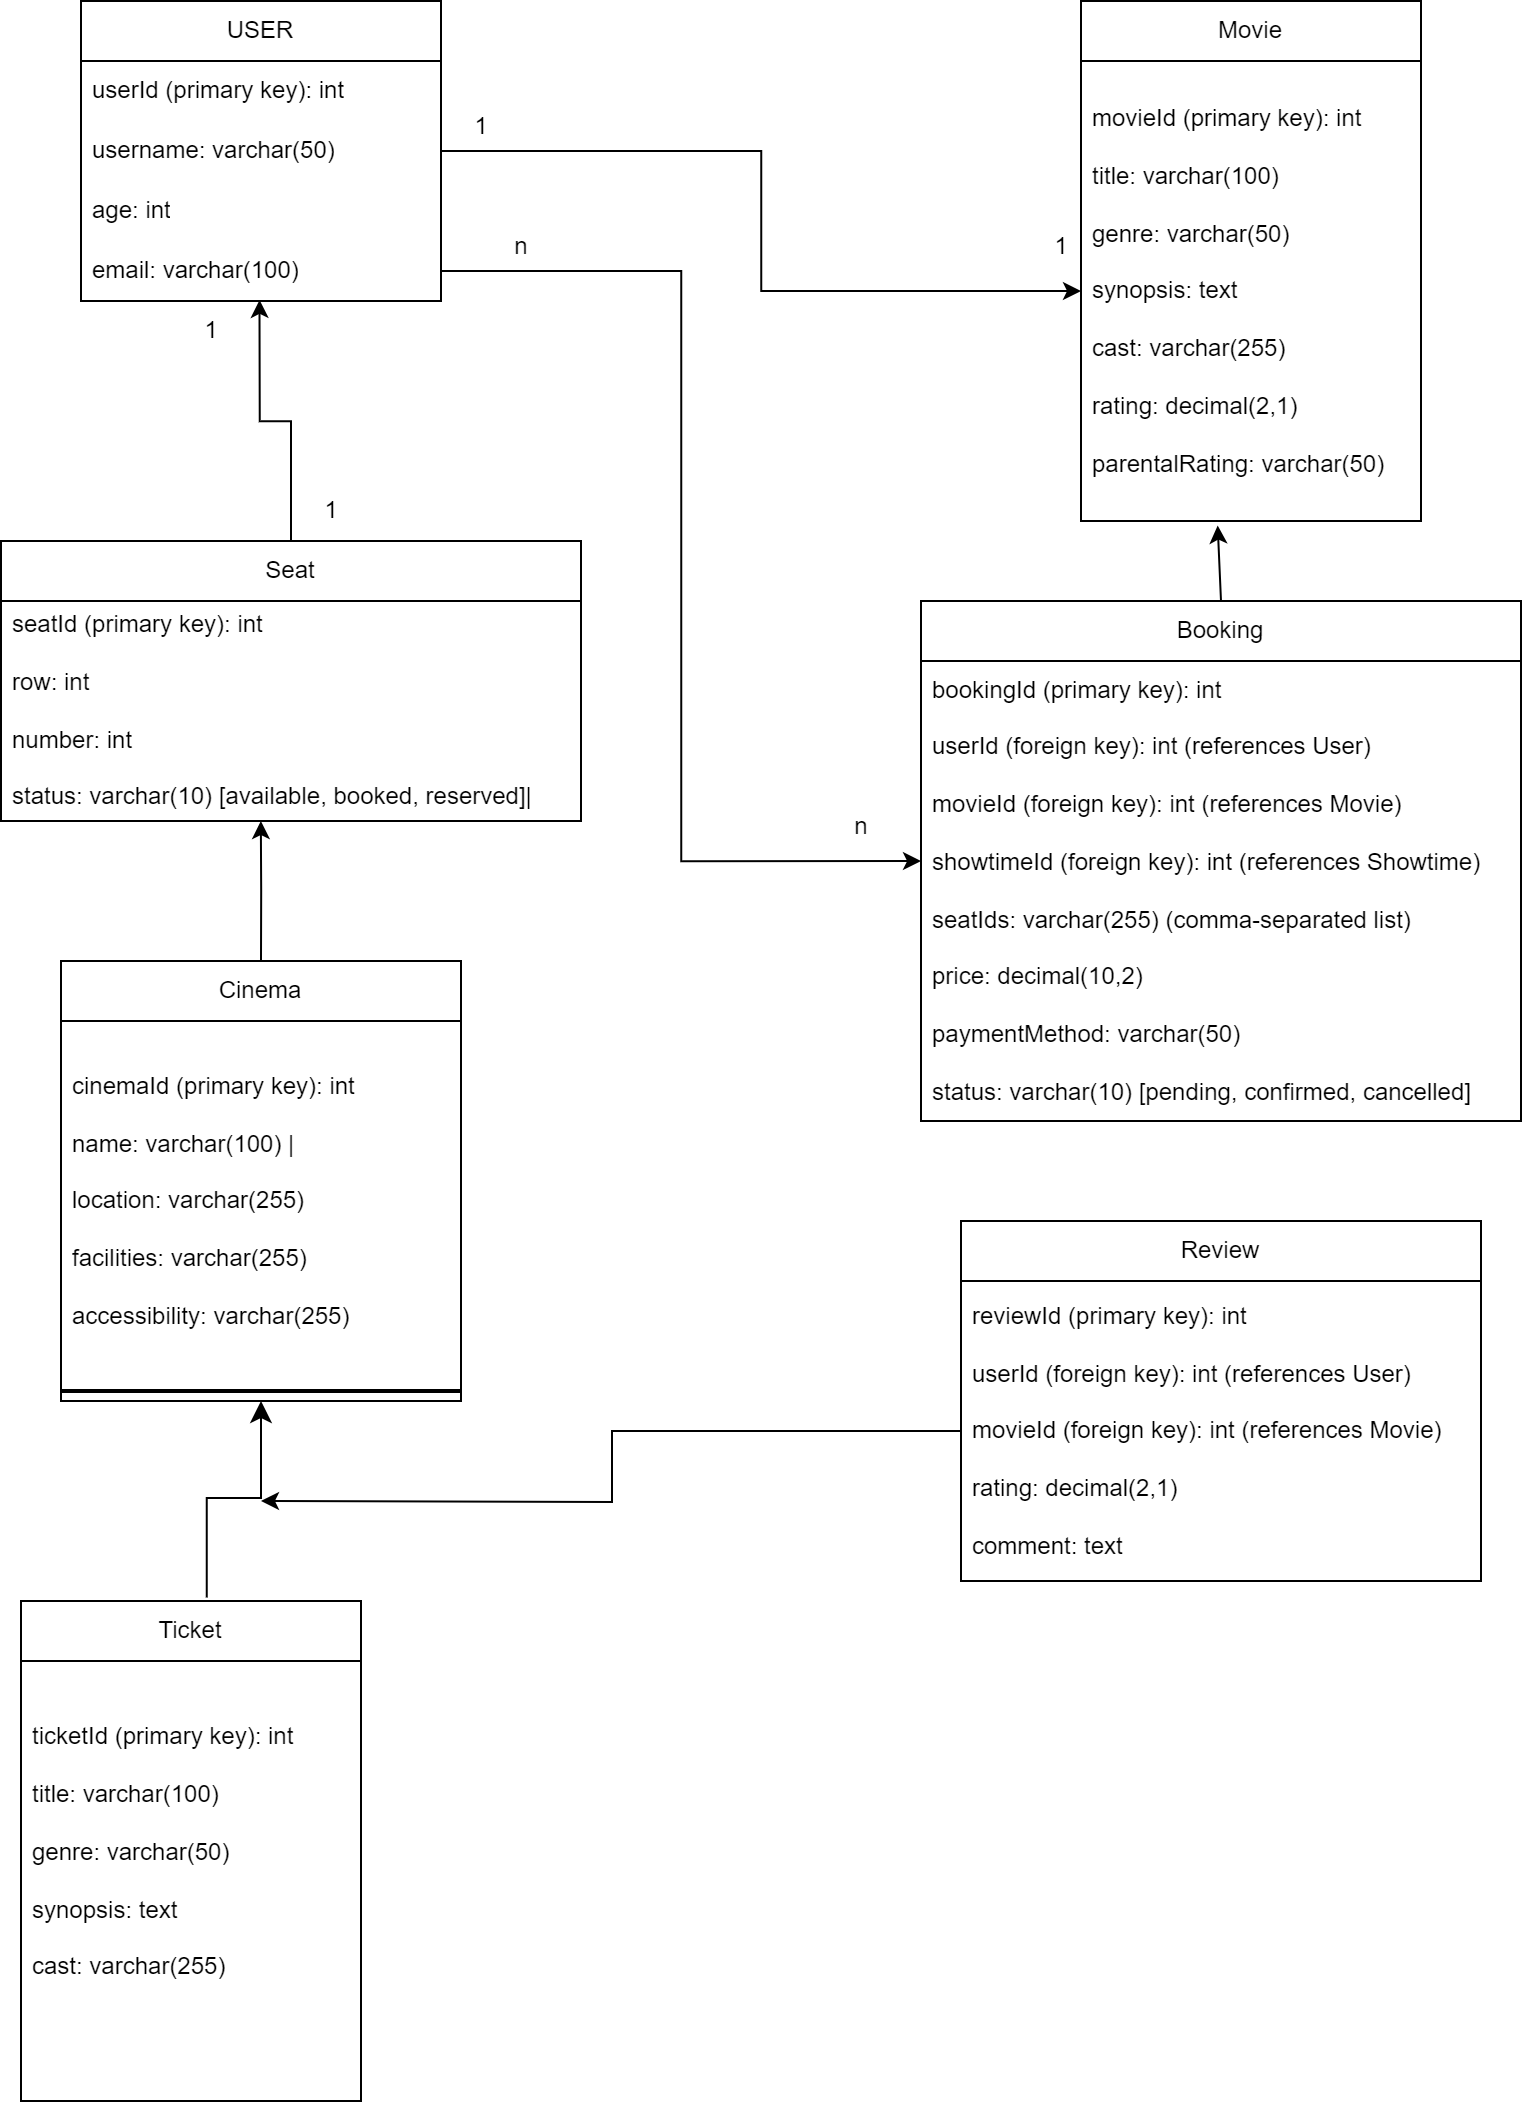 USER
userId (primary key): int
username: varchar(50)
age: int
email: varchar(100)
1
n
1
1
1
Movie
movieId (primary key): int
title: varchar(100)
genre: varchar(50)
synopsis: text
cast: varchar(255)
rating: decimal(2,1)
parentalRating: varchar(50)
Seat
seatId (primary key): int
row: int
number: int
status: varchar(10) [available, booked, reserved]|
n
Booking
bookingId (primary key): int
userId (foreign key): int (references User)
movieId (foreign key): int (references Movie)
showtimeId (foreign key): int (references Showtime)
seatIds: varchar(255) (comma-separated list)
price: decimal(10,2)
paymentMethod: varchar(50)
status: varchar(10) [pending, confirmed, cancelled]
Cinema
cinemaId (primary key): int
name: varchar(100) |
location: varchar(255)
facilities: varchar(255)
accessibility: varchar(255)
Review
reviewId (primary key): int
userId (foreign key): int (references User)
movieId (foreign key): int (references Movie)
rating: decimal(2,1)
comment: text
Ticket
ticketId (primary key): int
title: varchar(100)
genre: varchar(50)
synopsis: text
cast: varchar(255)